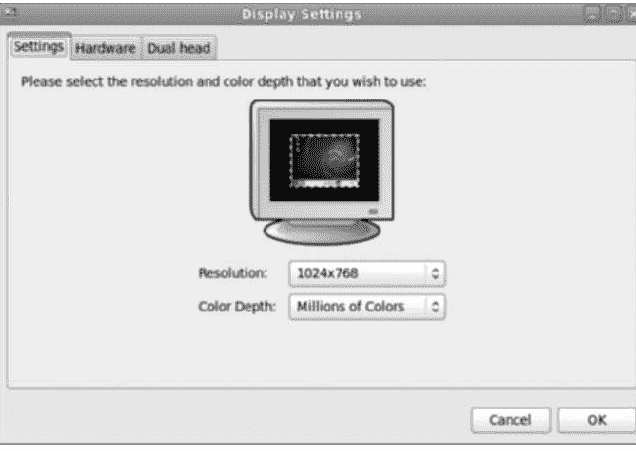 Display Settings
Settings Hardware Dual head
Please select the resolution and color depth that you wish to use:
Resolution: 1024x768
Color Depth: Millions of Colors
Cancel OK